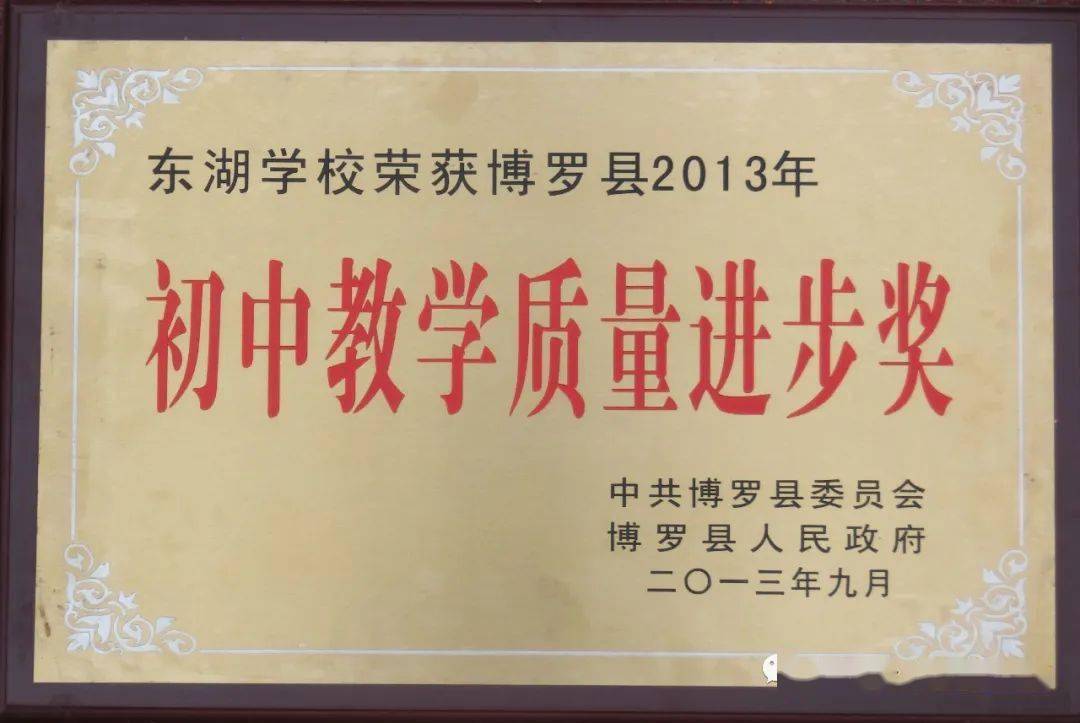 东湖学校荣获博罗县2013年
初中教学质量进步奖
中共博罗县委员会
博罗县人民政府
二〇一三年九月